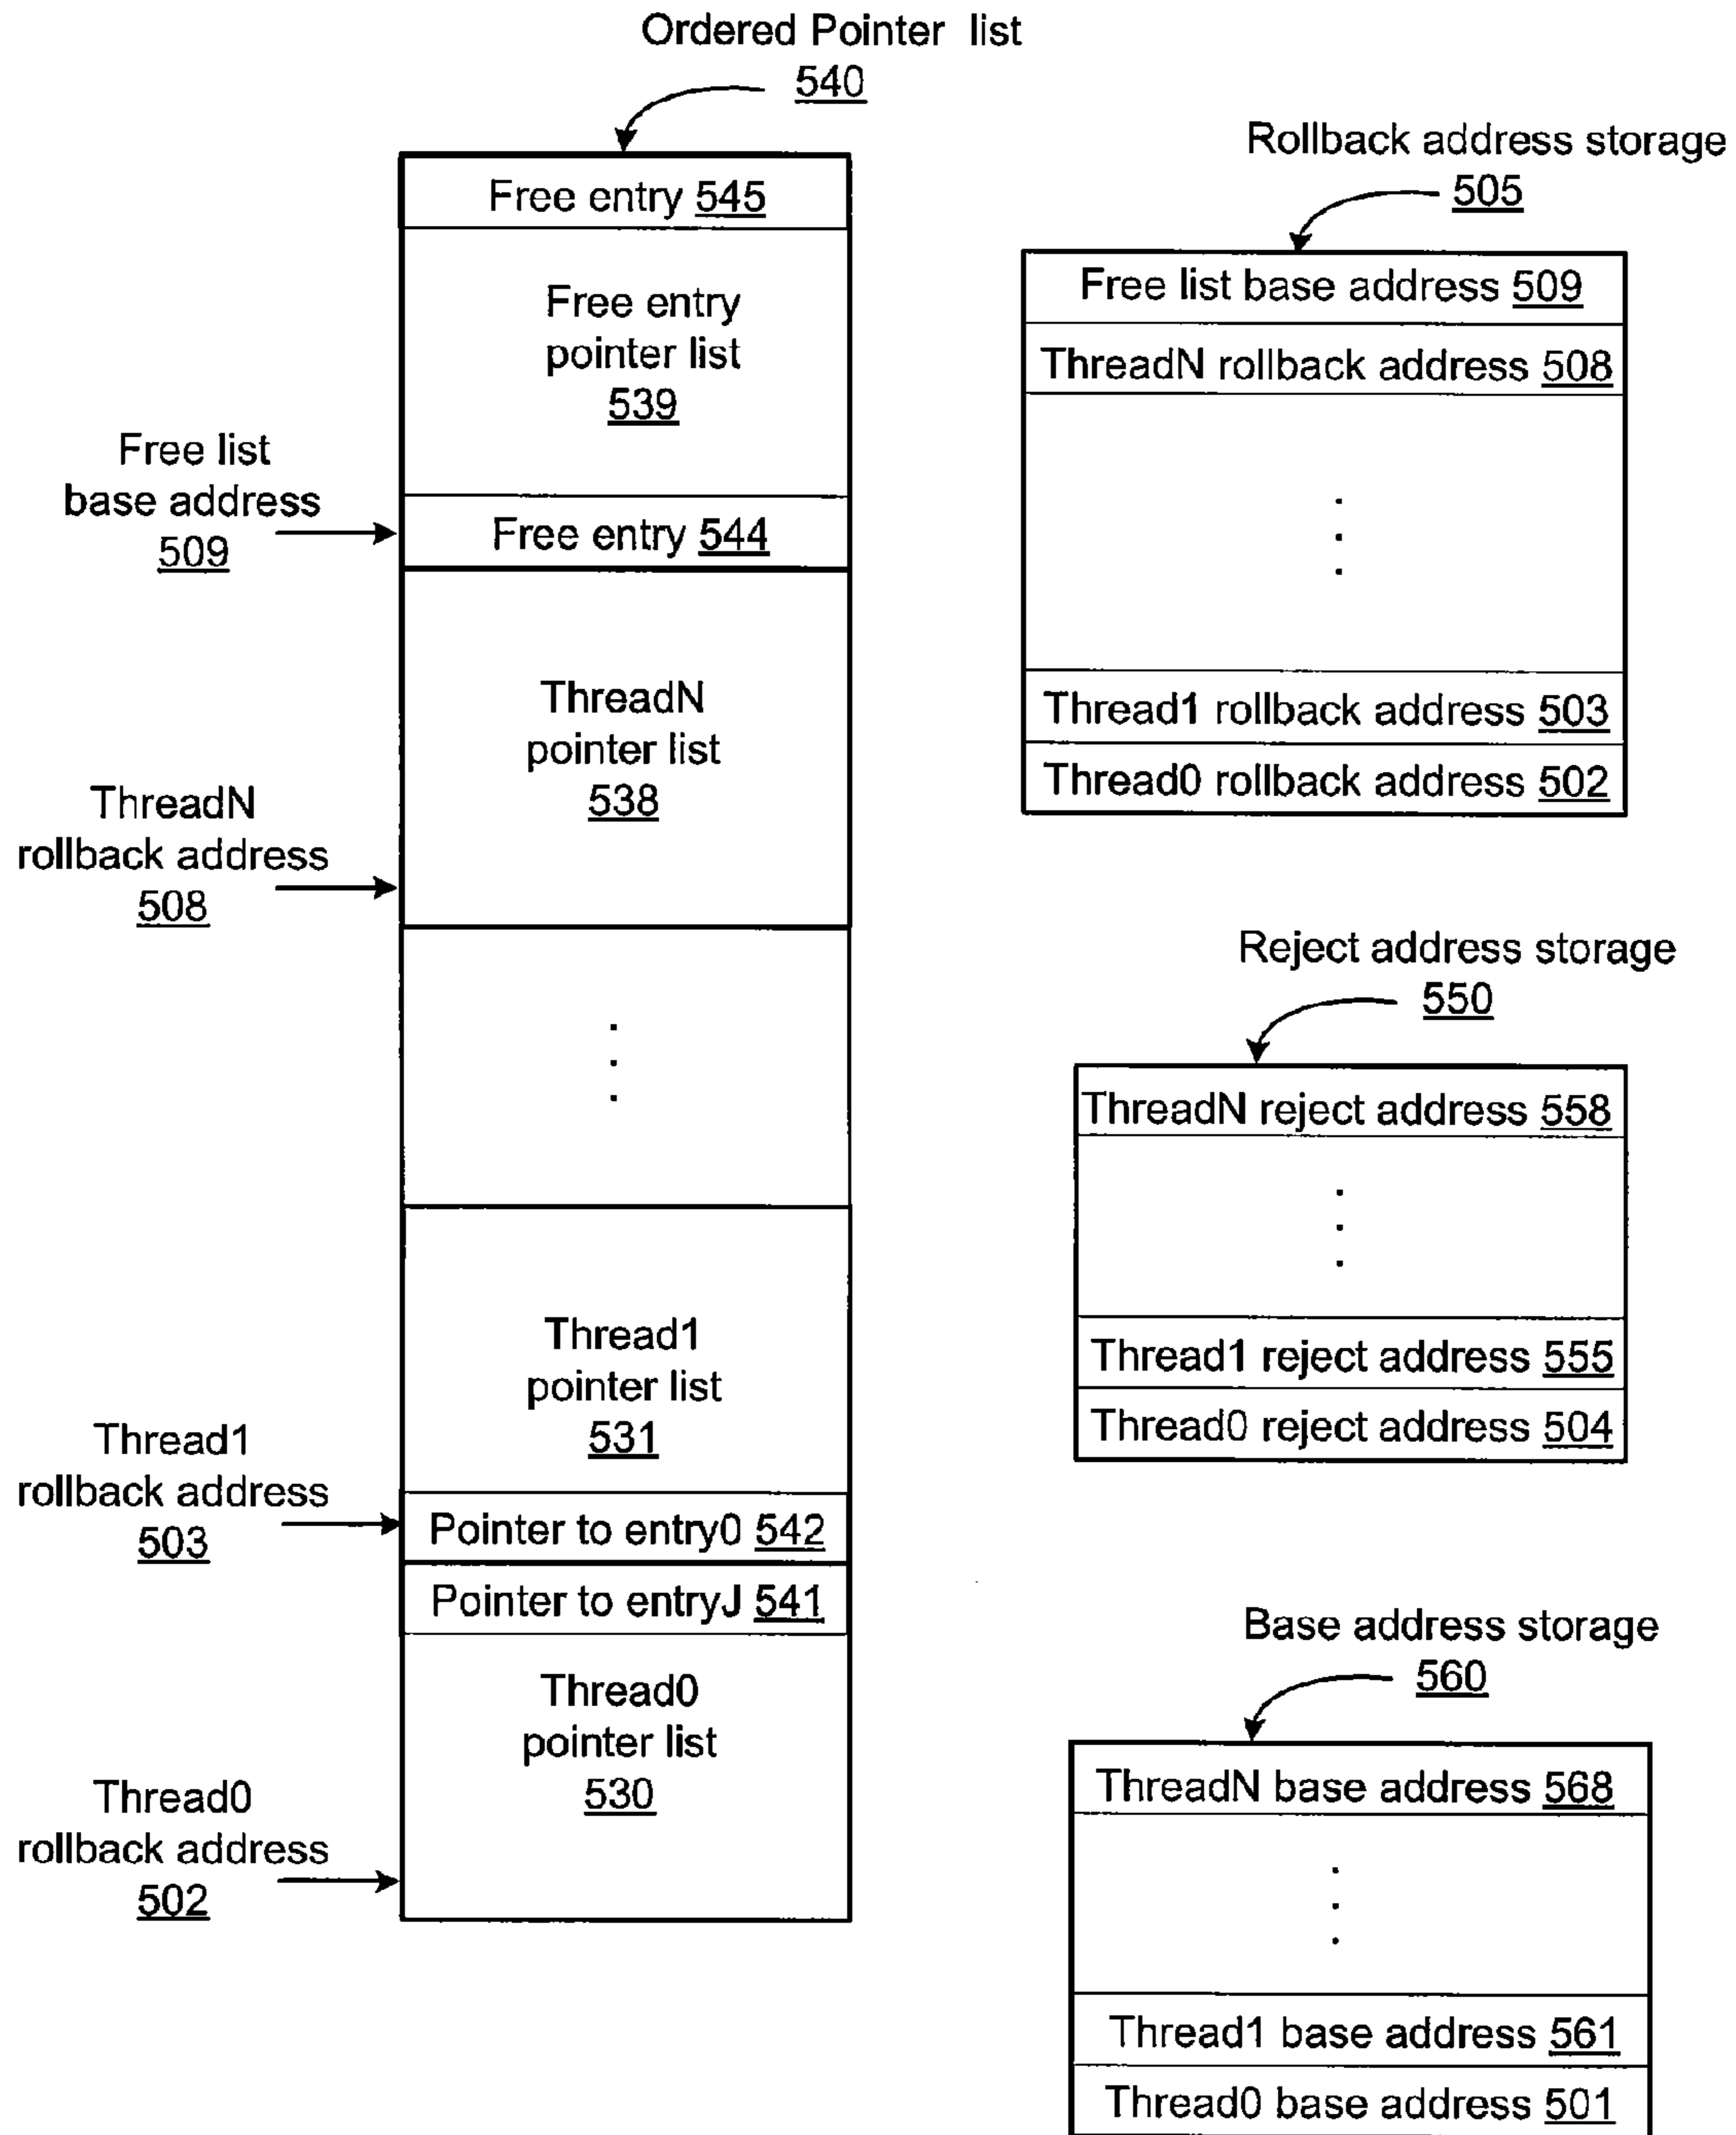 Ordered Pointer list
540
Free entry 545
Free entry
pointer list
539
Free list
base address
509
Free entry 544
ThreadN
pointer list
538
ThreadN
rollback address
508
Thread1
pointer list
531
Thread1
rollback address
503
Pointer to entry0 542
Pointer to entryJ 541
Thread0
pointer list
530
Thread0
rollback address
502
Rollback address storage
505
Free list base address 509
ThreadN rollback address 508
Thread1 rollback address 503
Thread0 rollback address 502
Reject address storage
550
ThreadN reject address 558
Thread1 reject address 555
Thread0 reject address 504
Base address storage
560
ThreadN base address 568
Thread1 base address 561
Thread0 base address 501